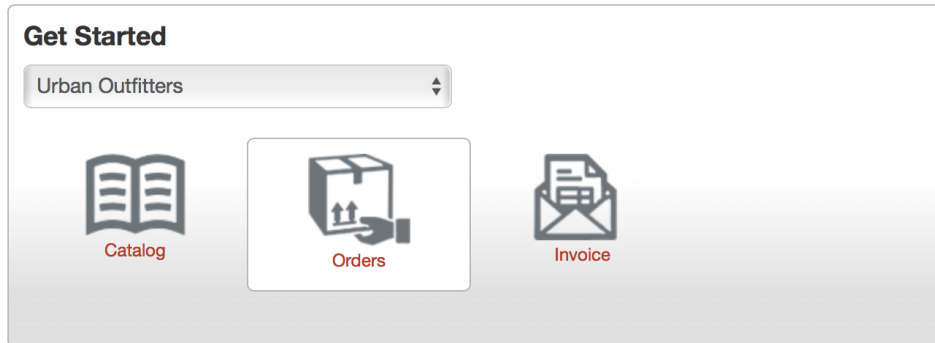 Get Started
Urban Outfitters
Catalog
Orders
Invoice